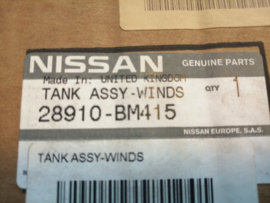 NISSAN GENUINE PARTS
Made in: UNITED KINGDOM
TANK ASSY-WINDS QTY 1
28910-BM415
NISSAN EUROPE, S.A.S.
TANK ASSY-WINDS